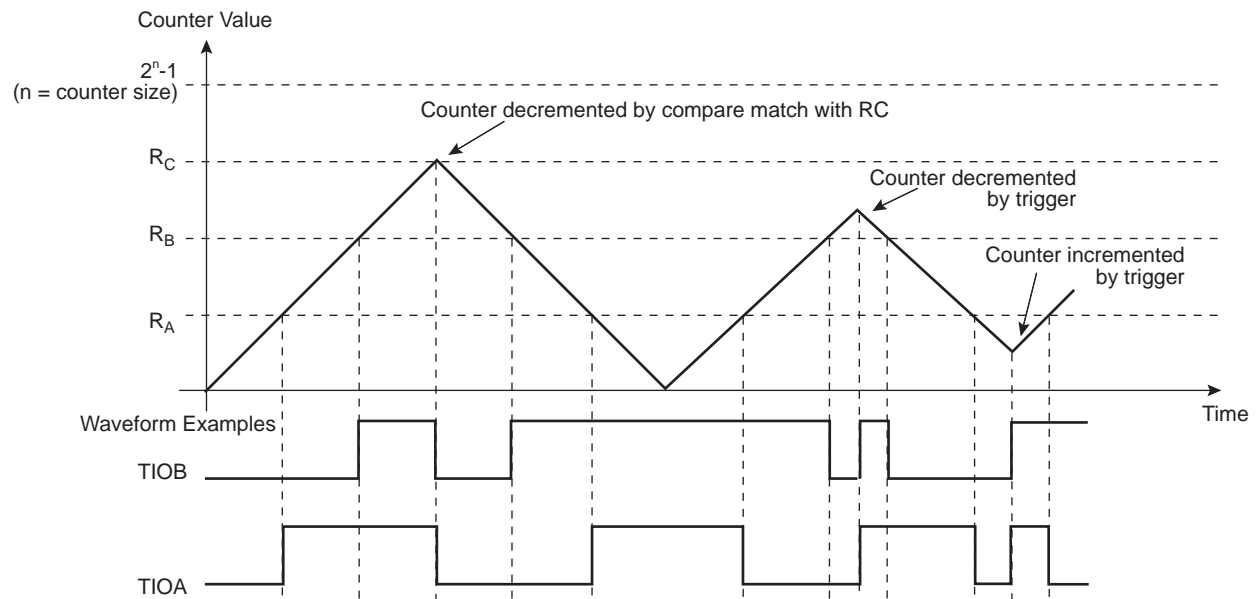 Counter Value
2ⁿ-1
(n = counter size)
Counter decremented by compare match with RC
R_C
Counter decremented
by trigger
R_B
Counter incremented
by trigger
R_A
Time
Waveform Examples
TIOB
TIOA